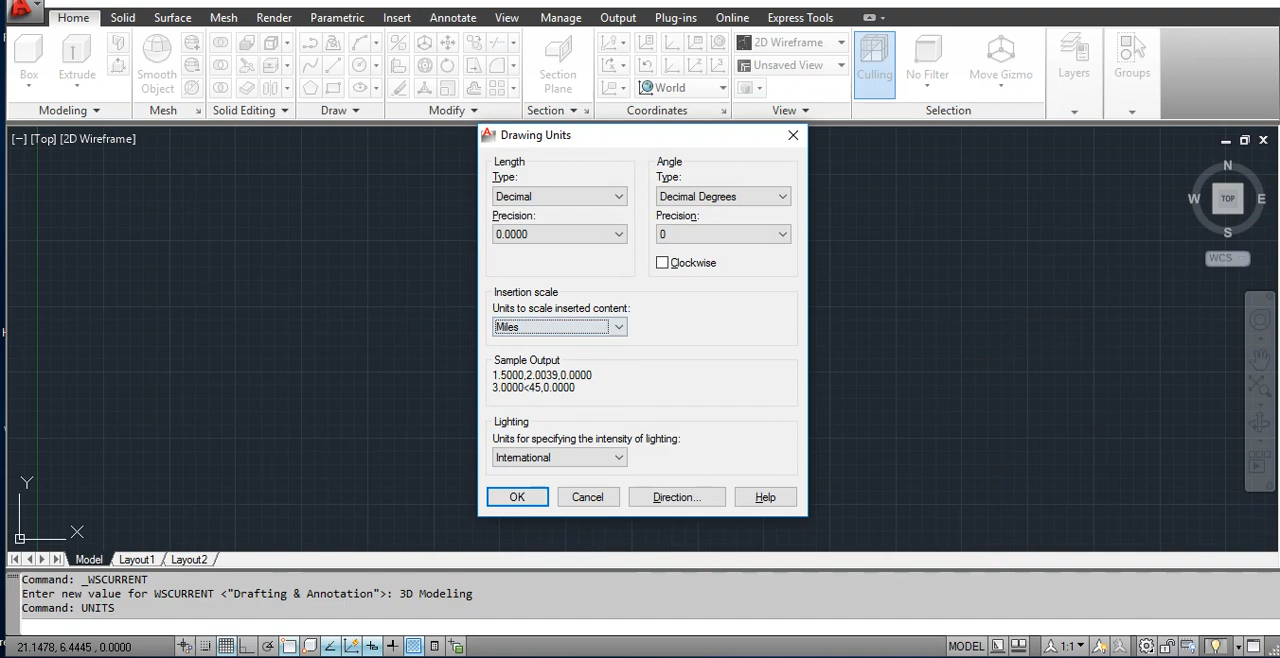 Home Solid Surface Mesh Render Parametric Insert Annotate View Manage Output Plug-ins Online Express Tools
Box Extrude Smooth Object Section Plane 2D Wireframe Unsaved View World Culling No Filter Move Gizmo Layers Groups
Modeling Mesh Solid Editing Draw Modify Section Coordinates View Selection
[−] [Top] [2D Wireframe]
N
W TOP E
S
WCS
Drawing Units
Length
Type:
Decimal
Precision:
0.0000
Angle
Type:
Decimal Degrees
Precision:
0
Clockwise
Insertion scale
Units to scale inserted content:
Miles
Sample Output
1.5000,2.0039,0.0000
3.0000<45,0.0000
Lighting
Units for specifying the intensity of lighting:
International
OK Cancel Direction... Help
Y
X
Model Layout1 Layout2
Command: _WSCURRENT
Enter new value for WSCURRENT <"Drafting & Annotation">: 3D Modeling
Command: UNITS
21.1478, 6.4445 , 0.0000 MODEL 1:1